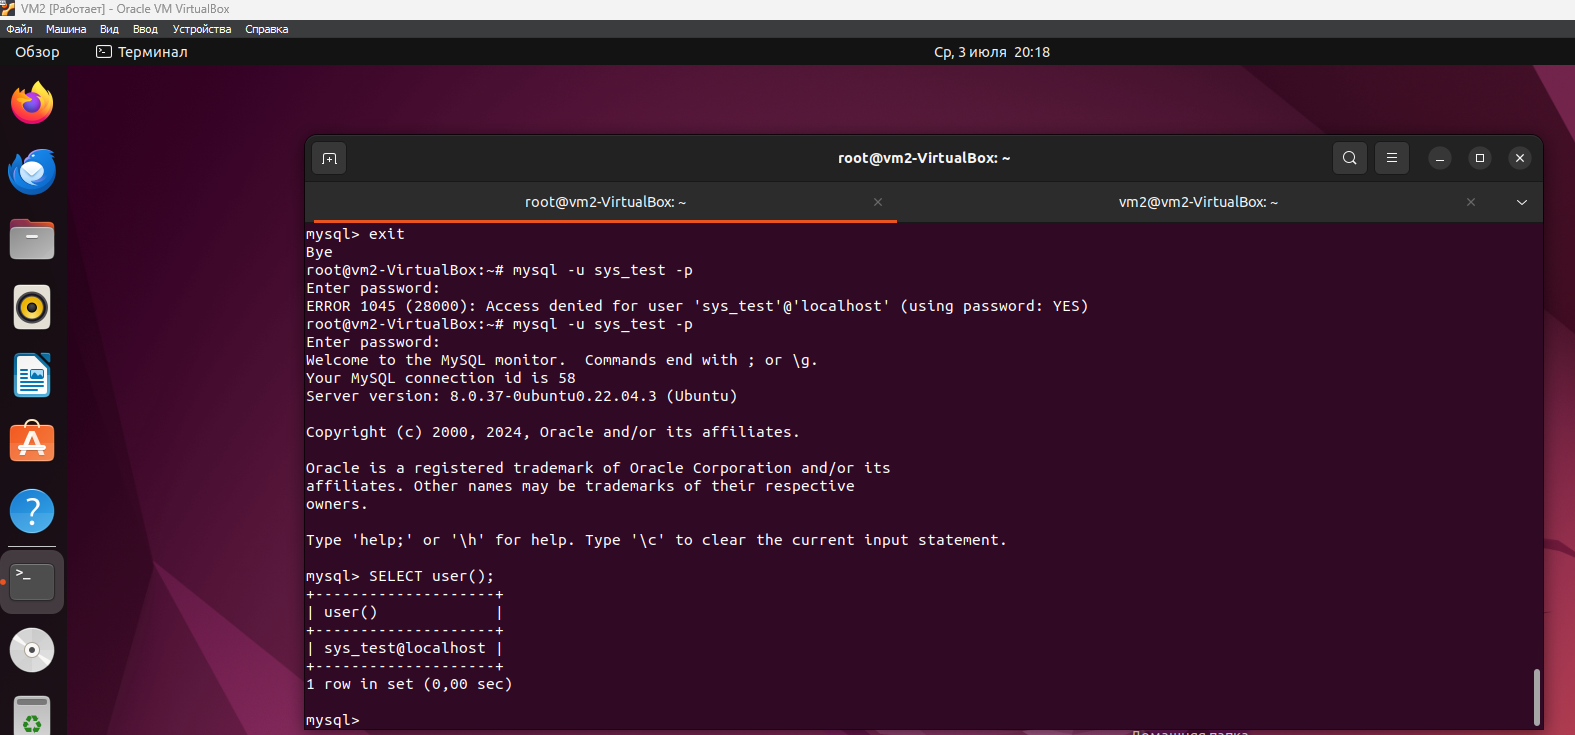 VM2 [Работает] - Oracle VM VirtualBox
Файл Машина Вид Ввод Устройства Справка
Обзор Терминал Ср, 3 июля 20:18
root@vm2-VirtualBox: ~
root@vm2-VirtualBox: ~ vm2@vm2-VirtualBox: ~
mysql> exit
Bye
root@vm2-VirtualBox:~# mysql -u sys_test -p
Enter password:
ERROR 1045 (28000): Access denied for user 'sys_test'@'localhost' (using password: YES)
root@vm2-VirtualBox:~# mysql -u sys_test -p
Enter password:
Welcome to the MySQL monitor.  Commands end with ; or \g.
Your MySQL connection id is 58
Server version: 8.0.37-0ubuntu0.22.04.3 (Ubuntu)
Copyright (c) 2000, 2024, Oracle and/or its affiliates.
Oracle is a registered trademark of Oracle Corporation and/or its
affiliates. Other names may be trademarks of their respective
owners.
Type 'help;' or '\h' for help. Type '\c' to clear the current input statement.
mysql> SELECT user();
+--------------------+
| user()             |
+--------------------+
| sys_test@localhost |
+--------------------+
1 row in set (0,00 sec)
mysql>
Домашняя папка